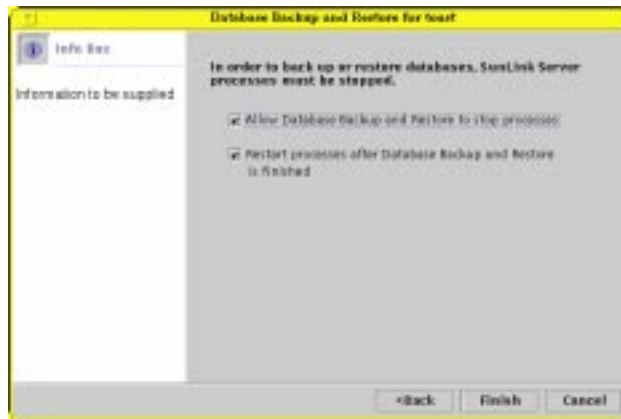 Database Backup and Restore for toast
Info Box
Information to be supplied
In order to back up or restore databases, SunLink Server
processes must be stopped.
Allow Database Backup and Restore to stop processes
Restart processes after Database Backup and Restore
is finished
<Back
Finish
Cancel